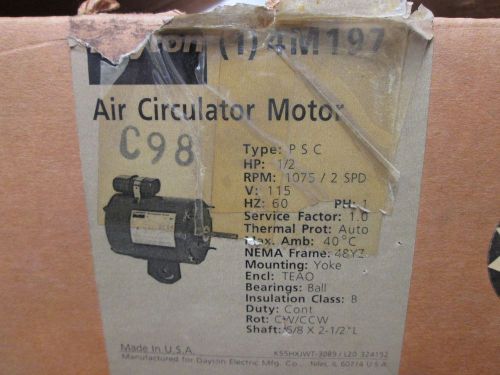 (1) 4M197
Air Circulator Motor
C98
Type: P S C
HP: 1/2
RPM: 1075 / 2 SPD
V: 115
HZ: 60 PH: 1
Service Factor: 1.0
Thermal Prot: Auto
Max. Amb: 40°C
NEMA Frame: 48YZ
Mounting: Yoke
Encl: TEAO
Bearings: Ball
Insulation Class: B
Duty: Cont
Rot: CW/CCW
Shaft: 5/8 X 2-1/2"L
Made In U.S.A.
Manufactured for Dayton Electric Mfg. Co.